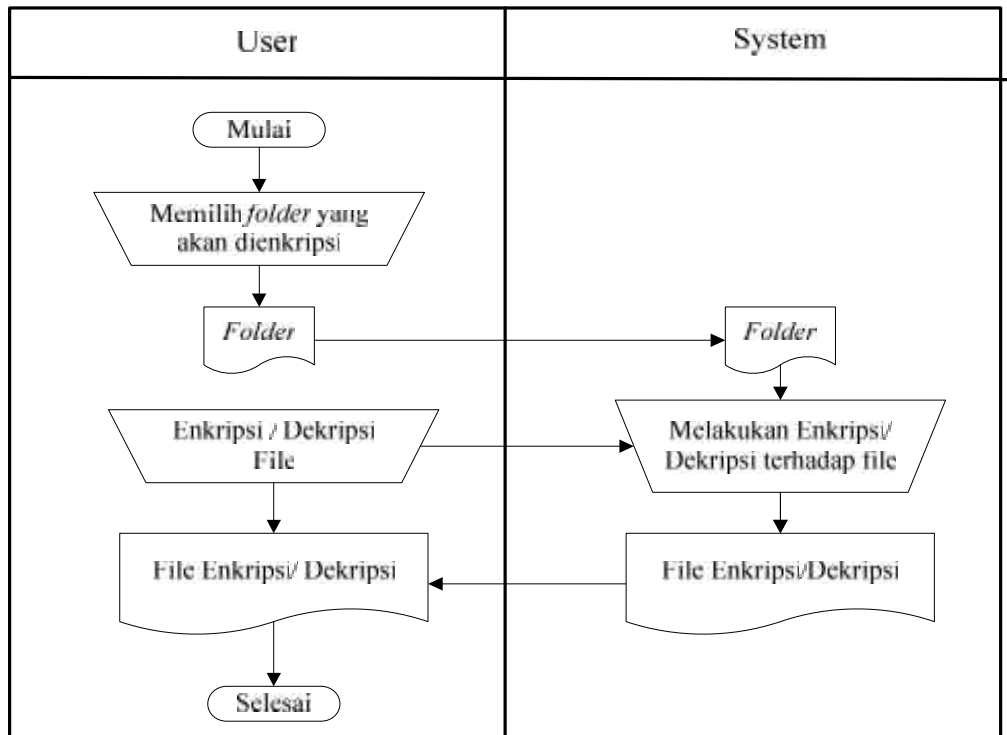 User
System
Mulai
Memilih folder yang
akan dienkripsi
Folder
Folder
Enkripsi / Dekripsi
File
Melakukan Enkripsi/
Dekripsi terhadap file
File Enkripsi/ Dekripsi
File Enkripsi/Dekripsi
Selesai